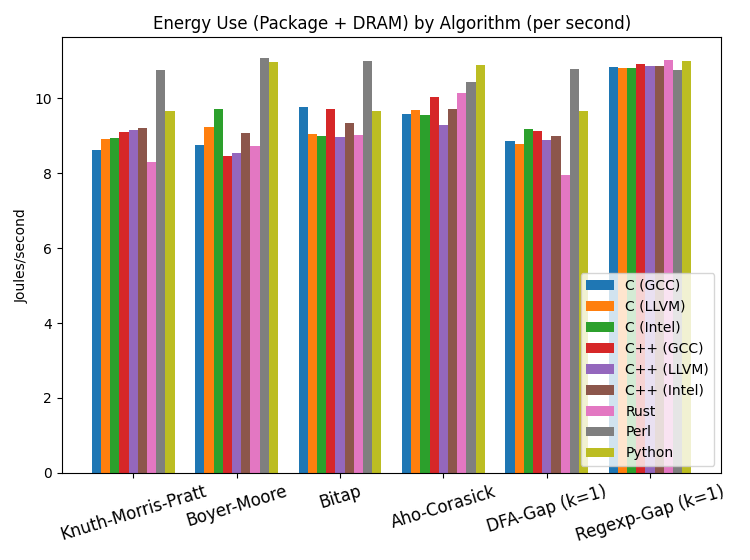 Energy Use (Package + DRAM) by Algorithm (per second)
Joules/second
10
8
6
4
2
0
C (GCC)
C (LLVM)
C (Intel)
C++ (GCC)
C++ (LLVM)
C++ (Intel)
Rust
Perl
Python
Knuth-Morris-Pratt
Boyer-Moore
Bitap
Aho-Corasick
DFA-Gap (k=1)
Regexp-Gap (k=1)